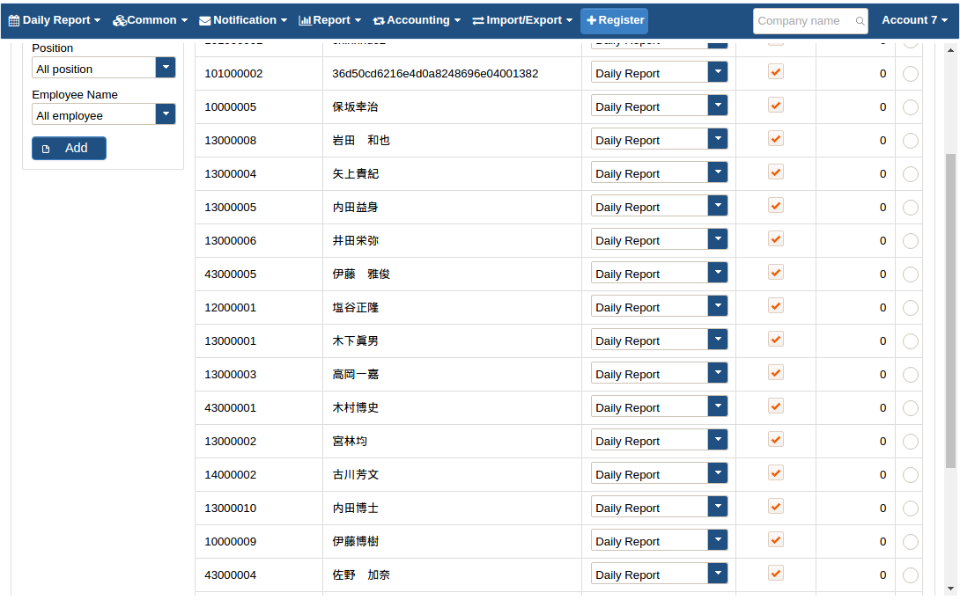 Daily Report Common Notification Report Accounting Import/Export Register Company name Account 7
Position
All position
Employee Name
All employee
Add
101000002 36d50cd6216e4d0a8248696e04001382 Daily Report 0
10000005 保坂幸治 Daily Report 0
13000008 岩田　和也 Daily Report 0
13000004 矢上貴紀 Daily Report 0
13000005 内田益身 Daily Report 0
13000006 井田栄弥 Daily Report 0
43000005 伊藤　雅俊 Daily Report 0
12000001 塩谷正隆 Daily Report 0
13000001 木下眞男 Daily Report 0
13000003 高岡一嘉 Daily Report 0
43000001 木村博史 Daily Report 0
13000002 宮林均 Daily Report 0
14000002 古川芳文 Daily Report 0
13000010 内田博士 Daily Report 0
10000009 伊藤博樹 Daily Report 0
43000004 佐野　加奈 Daily Report 0